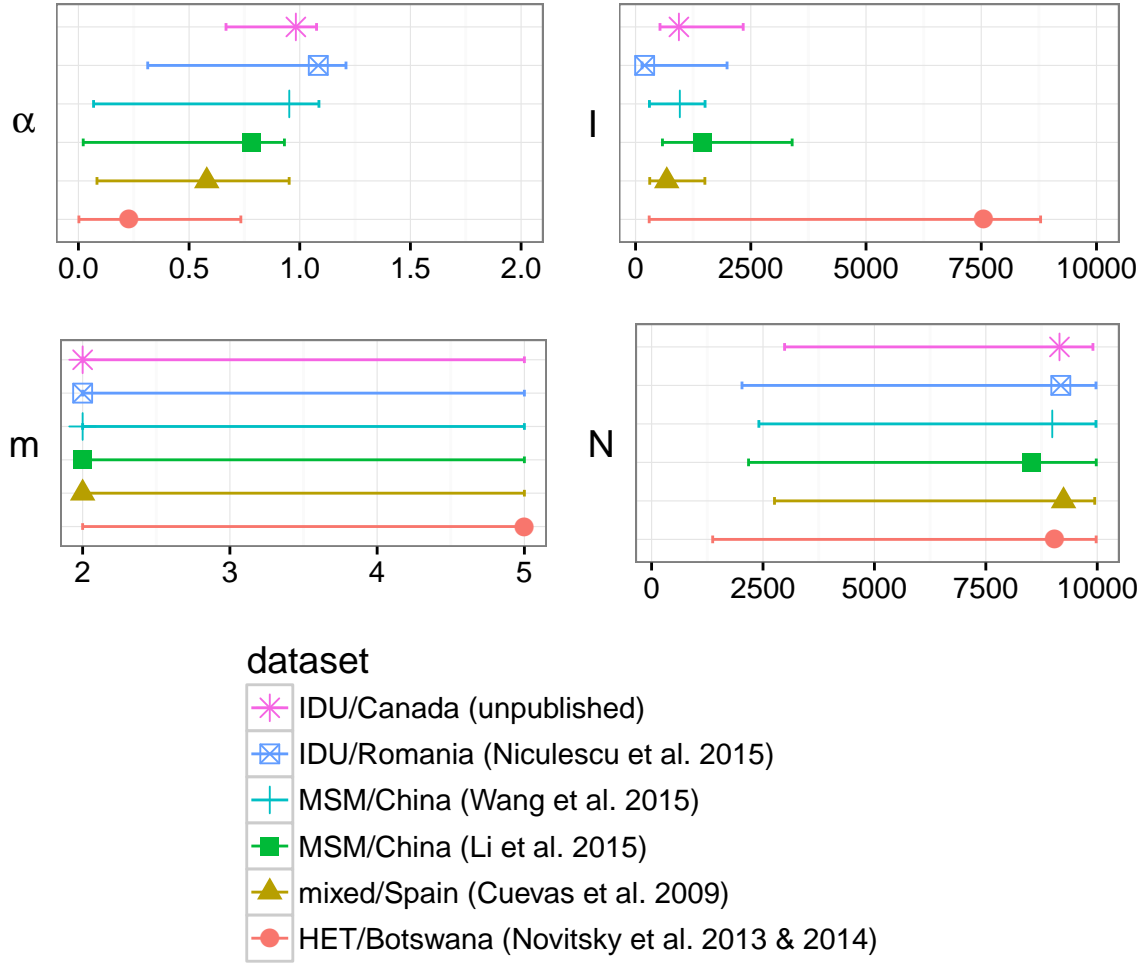 α
0.0 0.5 1.0 1.5 2.0
I
0 2500 5000 7500 10000
m
2 3 4 5
N
0 2500 5000 7500 10000
dataset
IDU/Canada (unpublished)
IDU/Romania (Niculescu et al. 2015)
MSM/China (Wang et al. 2015)
MSM/China (Li et al. 2015)
mixed/Spain (Cuevas et al. 2009)
HET/Botswana (Novitsky et al. 2013 & 2014)